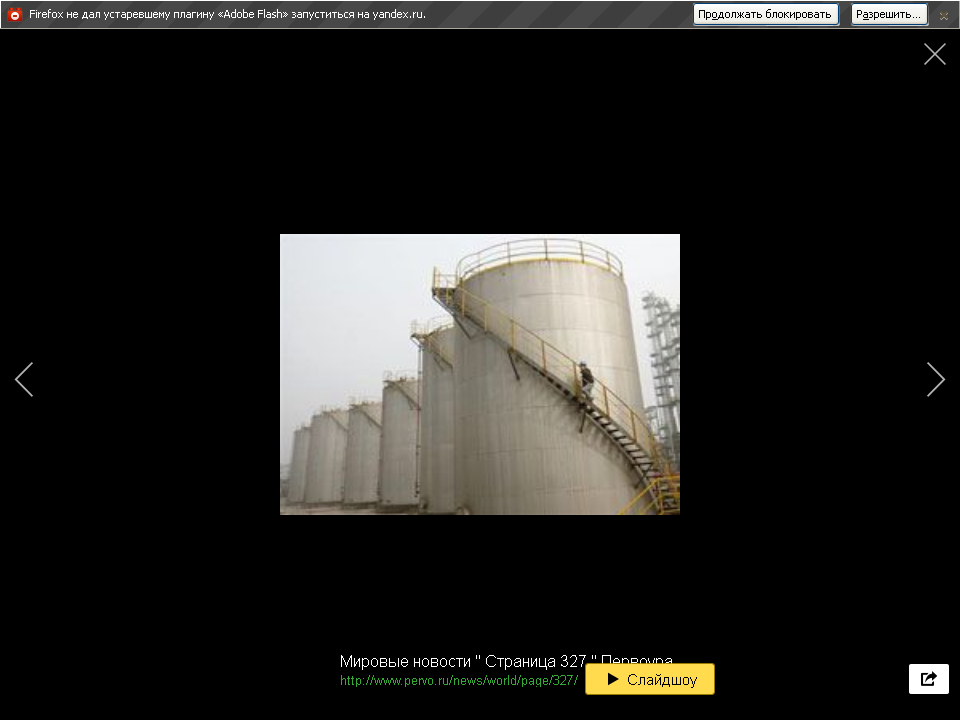 Firefox не дал устаревшему плагину «Adobe Flash» запуститься на yandex.ru.
Продолжать блокировать
Разрешить...
Мировые новости " Страница 327 " Первоура
http://www.pervo.ru/news/world/page/327/
Слайдшоу